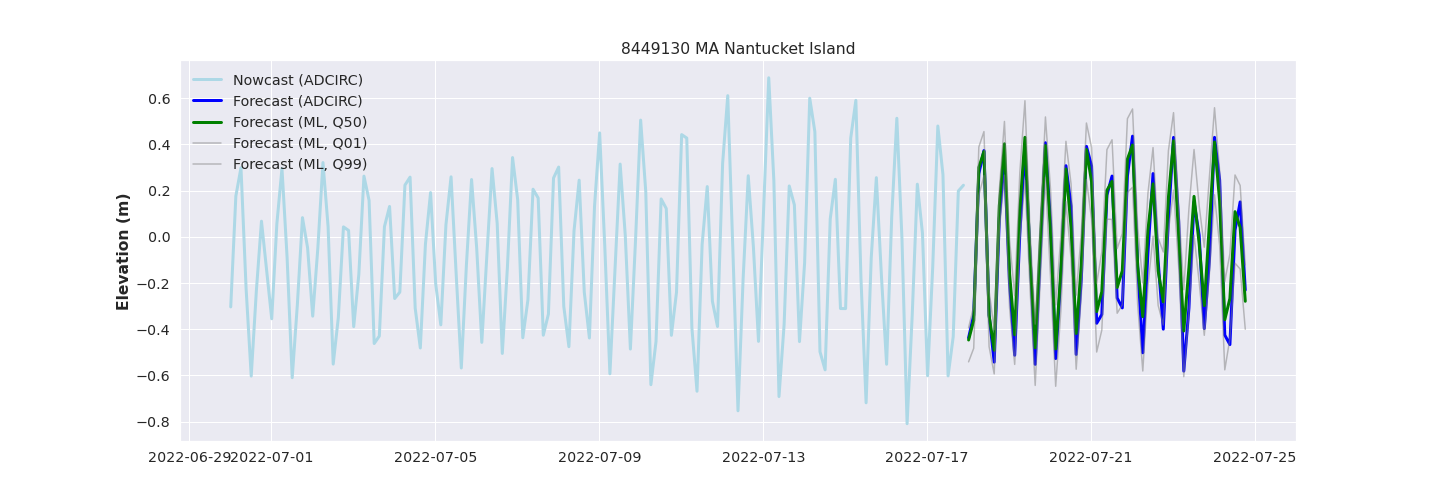 8449130 MA Nantucket Island
Nowcast (ADCIRC)
Forecast (ADCIRC)
Forecast (ML, Q50)
Forecast (ML, Q01)
Forecast (ML, Q99)
Elevation (m)
0.6
0.4
0.2
0.0
−0.2
−0.4
−0.6
−0.8
2022-06-29 2022-07-01 2022-07-05 2022-07-09 2022-07-13 2022-07-17 2022-07-21 2022-07-25